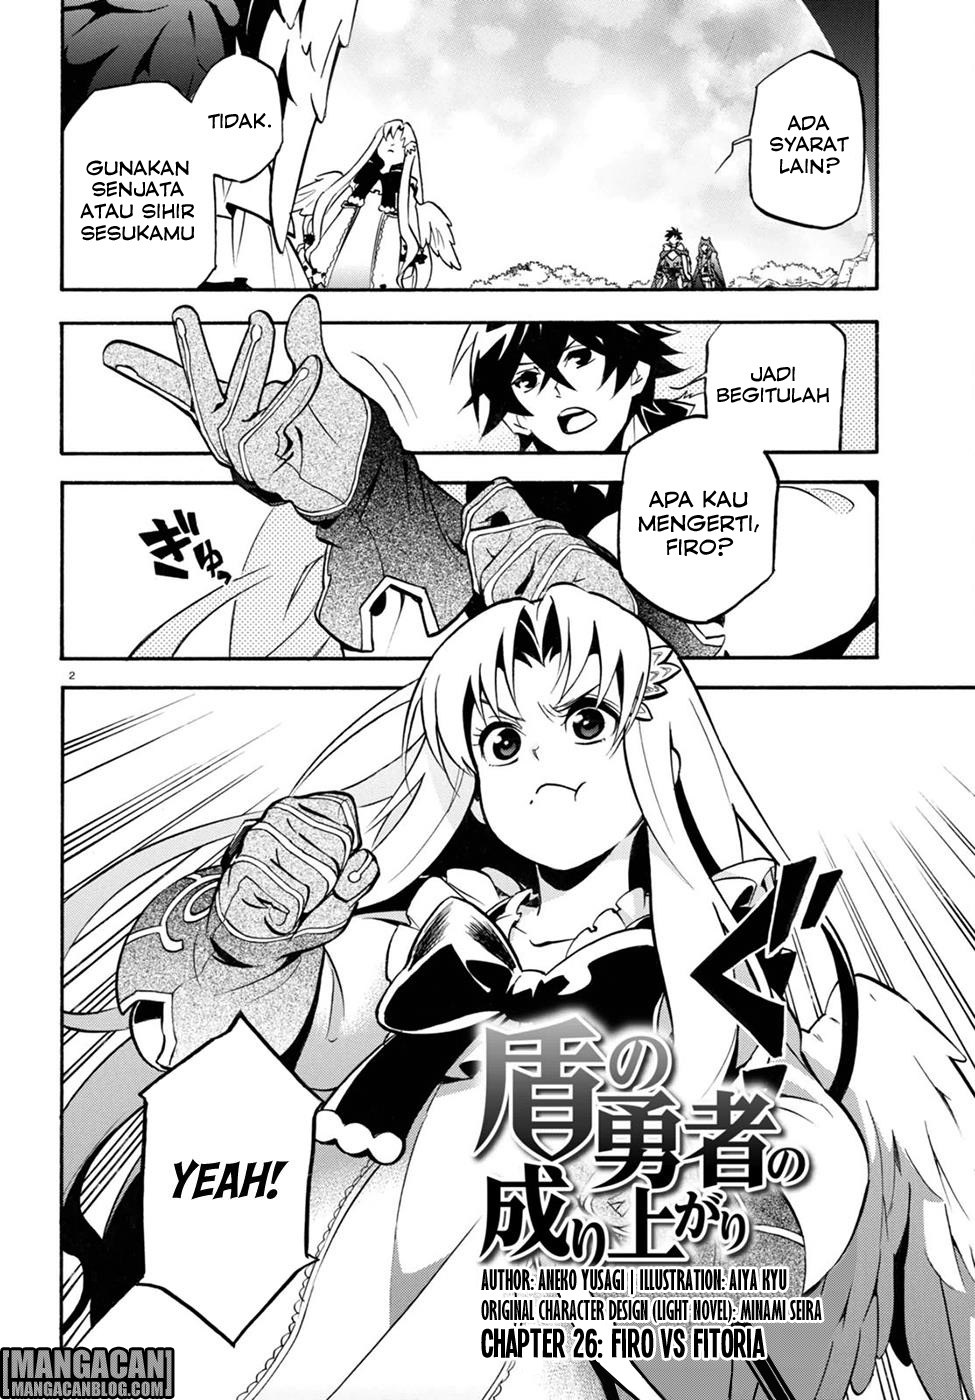 ADA
SYARAT
LAIN?
TIDAK.
GUNAKAN
SENJATA
ATAU SIHIR
SESUKAMU
JADI
BEGITULAH
APA KAU
MENGERTI,
FIRO?
ぎゅっ
2
ぐ
YEAH!
盾の勇者の
成り上がり
AUTHOR: ANEKO YUSAGI | ILLUSTRATION: AIYA KYU
ORIGINAL CHARACTER DESIGN (LIGHT NOVEL): MINAMI SEIRA
CHAPTER 26: FIRO VS FITORIA
[MANGACAN]
MANGACANBLOG.COM